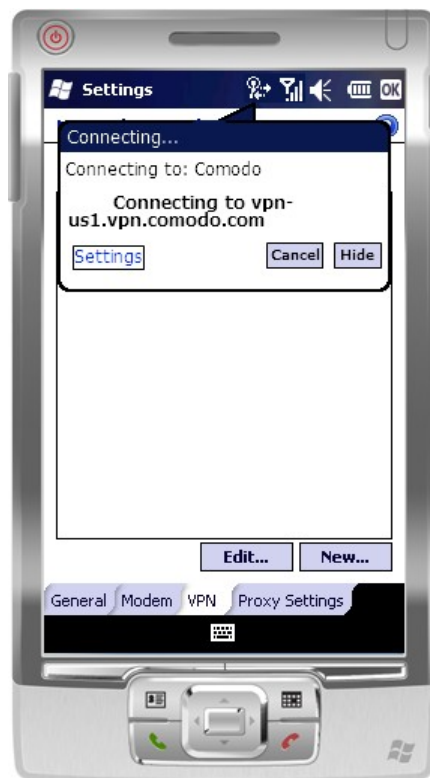 Settings
OK
Connecting...
Connecting to: Comodo
Connecting to vpn-
us1.vpn.comodo.com
Settings
Cancel
Hide
Edit...
New...
General
Modem
VPN
Proxy Settings